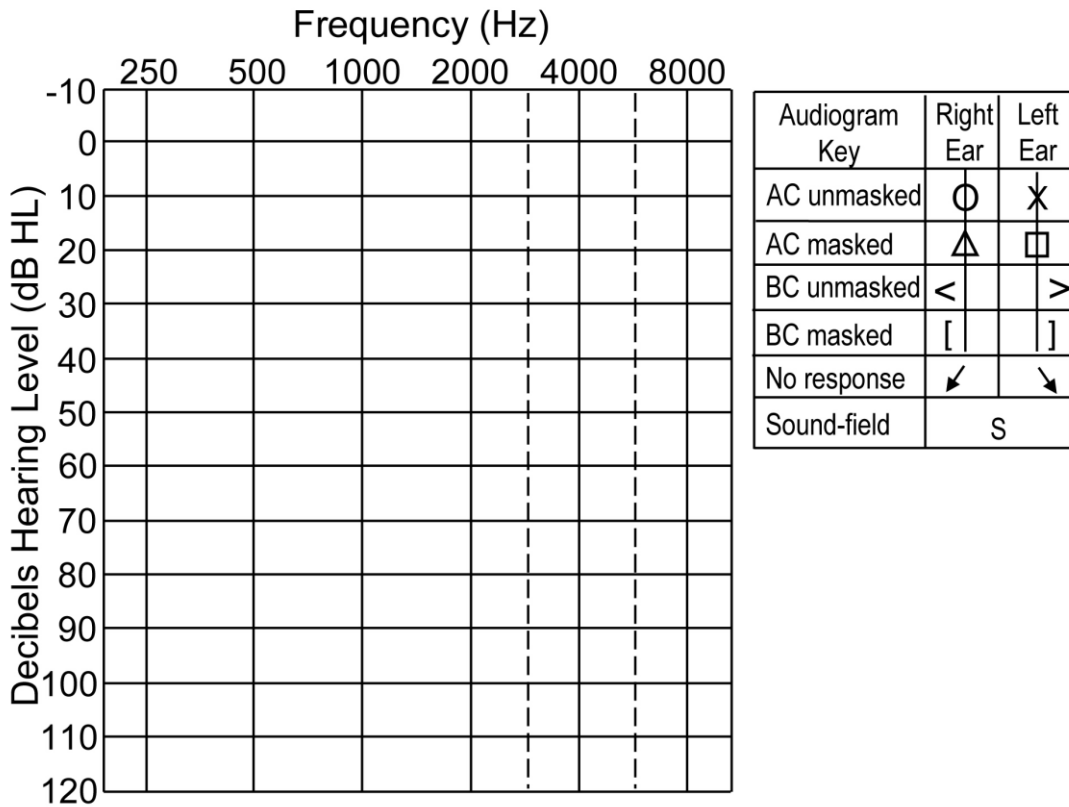 Frequency (Hz)
250 500 1000 2000 4000 8000
Decibels Hearing Level (dB HL)
-10
0
10
20
30
40
50
60
70
80
90
100
110
120
Audiogram Key Right Ear Left Ear
AC unmasked O X
AC masked △ □
BC unmasked < >
BC masked [ ]
No response ↙ ↘
Sound-field S